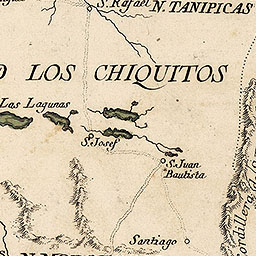 S. Rafael N. TANIPICAS
D LOS CHIQUITOS
Las Lagunas
S. Josef
S. Juan
Bautista
Santiago
Cordillera